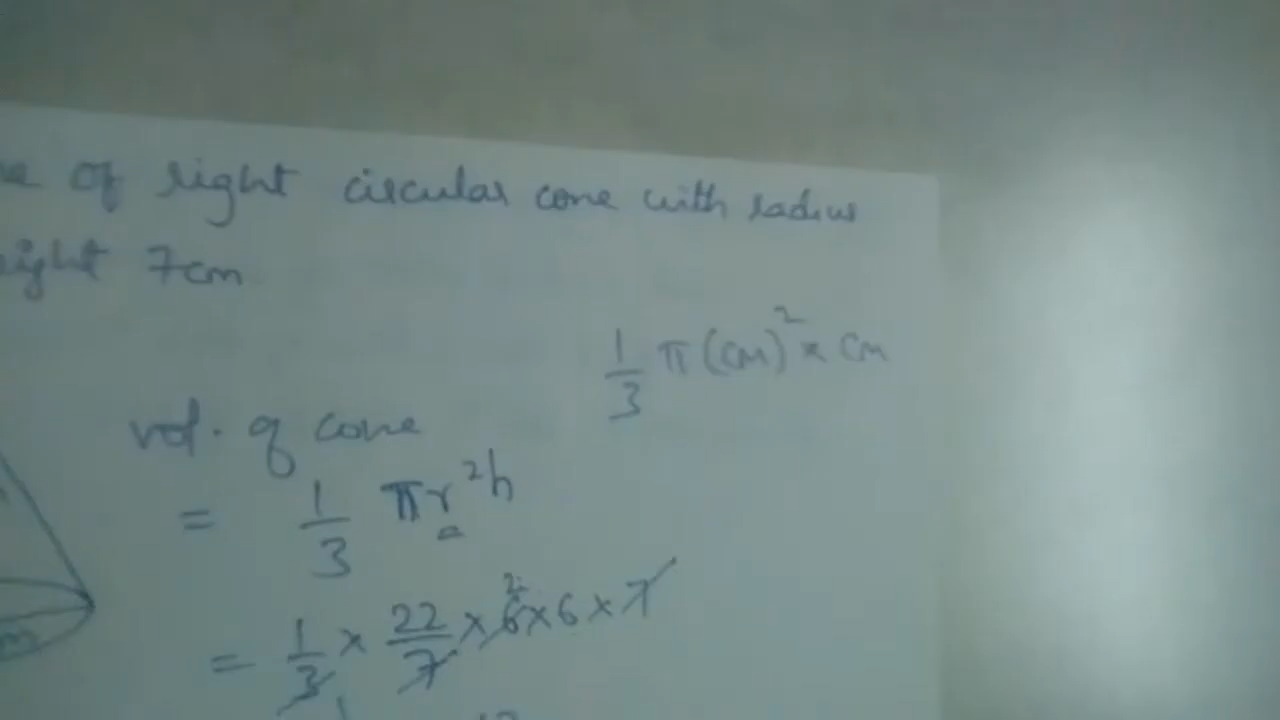 of right circular cone with radius
7cm
1/3 π (cm)² × cm
vol. of cone
= 1/3 πr²h
= 1/3 × 22/7 × 6 × 6 × 7
2